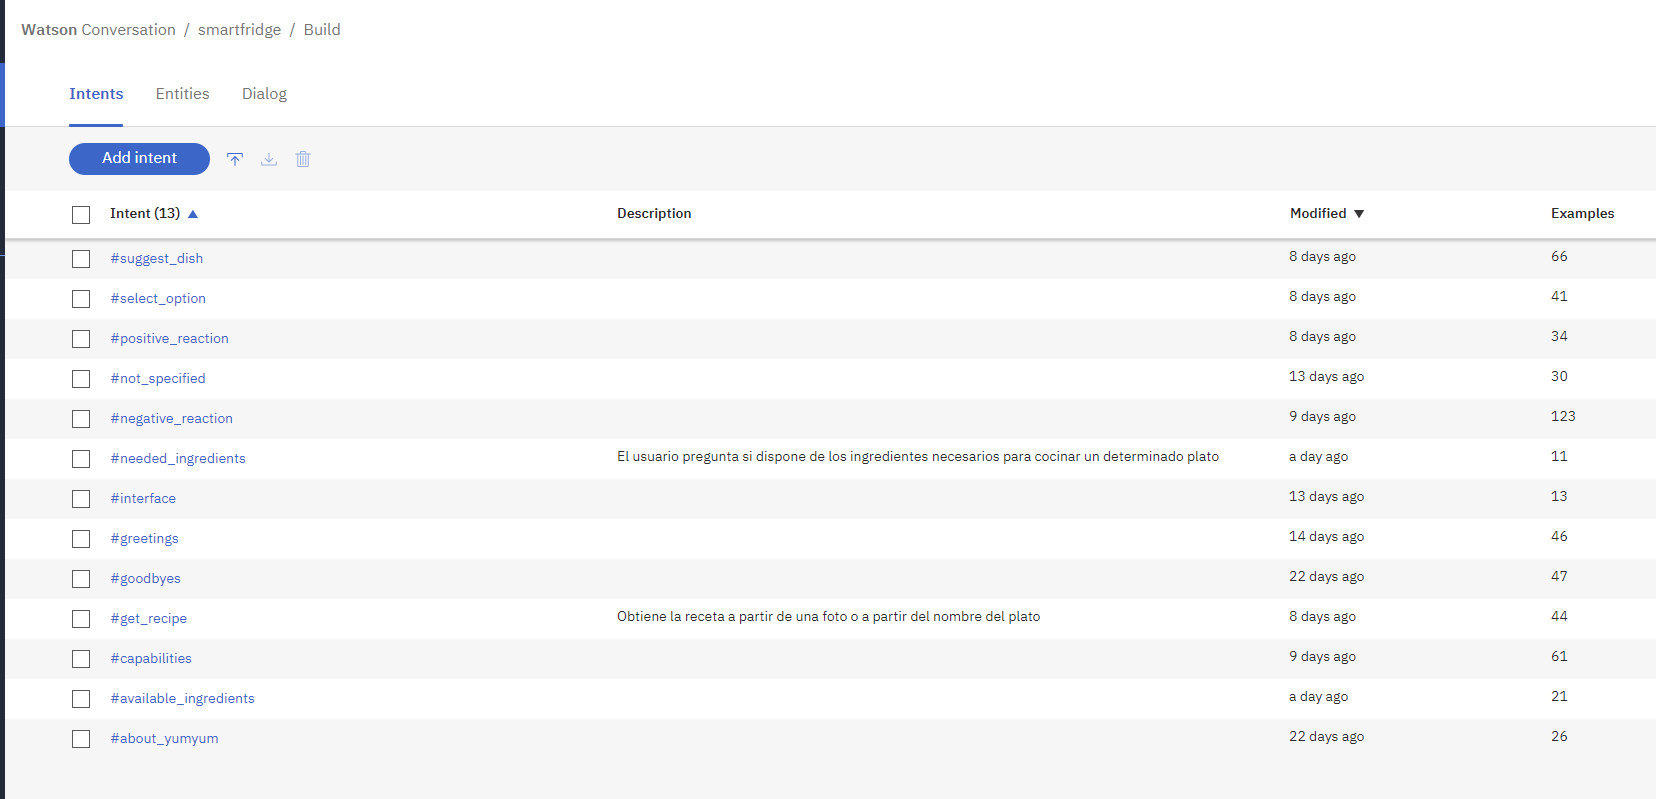 Watson Conversation / smartfridge / Build
Intents Entities Dialog
Add intent
Intent (13) Description Modified Examples
#suggest_dish 8 days ago 66
#select_option 8 days ago 41
#positive_reaction 8 days ago 34
#not_specified 13 days ago 30
#negative_reaction 9 days ago 123
#needed_ingredients El usuario pregunta si dispone de los ingredientes necesarios para cocinar un determinado plato a day ago 11
#interface 13 days ago 13
#greetings 14 days ago 46
#goodbyes 22 days ago 47
#get_recipe Obtiene la receta a partir de una foto o a partir del nombre del plato 8 days ago 44
#capabilities 9 days ago 61
#available_ingredients a day ago 21
#about_yumyum 22 days ago 26